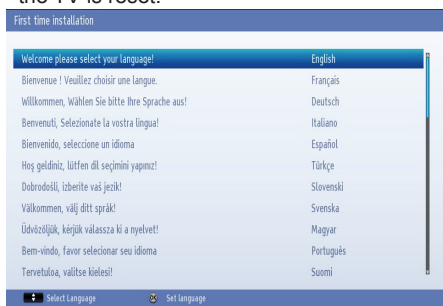 the TV is reset.
First time installation
Welcome please select your language! English
Bienvenue ! Veuillez choisir une langue. Français
Willkommen, Wählen Sie bitte Ihre Sprache aus! Deutsch
Benvenuti, Selezionate la vostra lingua! Italiano
Bienvenido, seleccione un idioma Español
Hoş geldiniz, lütfen dil seçimini yapınız! Türkçe
Dobrodošli, izberite vaš jezik! Slovenski
Välkommen, välj ditt språk! Svenska
Üdvözöljük, kérjük válassza ki a nyelvet! Magyar
Bem-vindo, favor selecionar seu idioma Português
Tervetuloa, valitse kielesi! Suomi
Select Language OK Set language